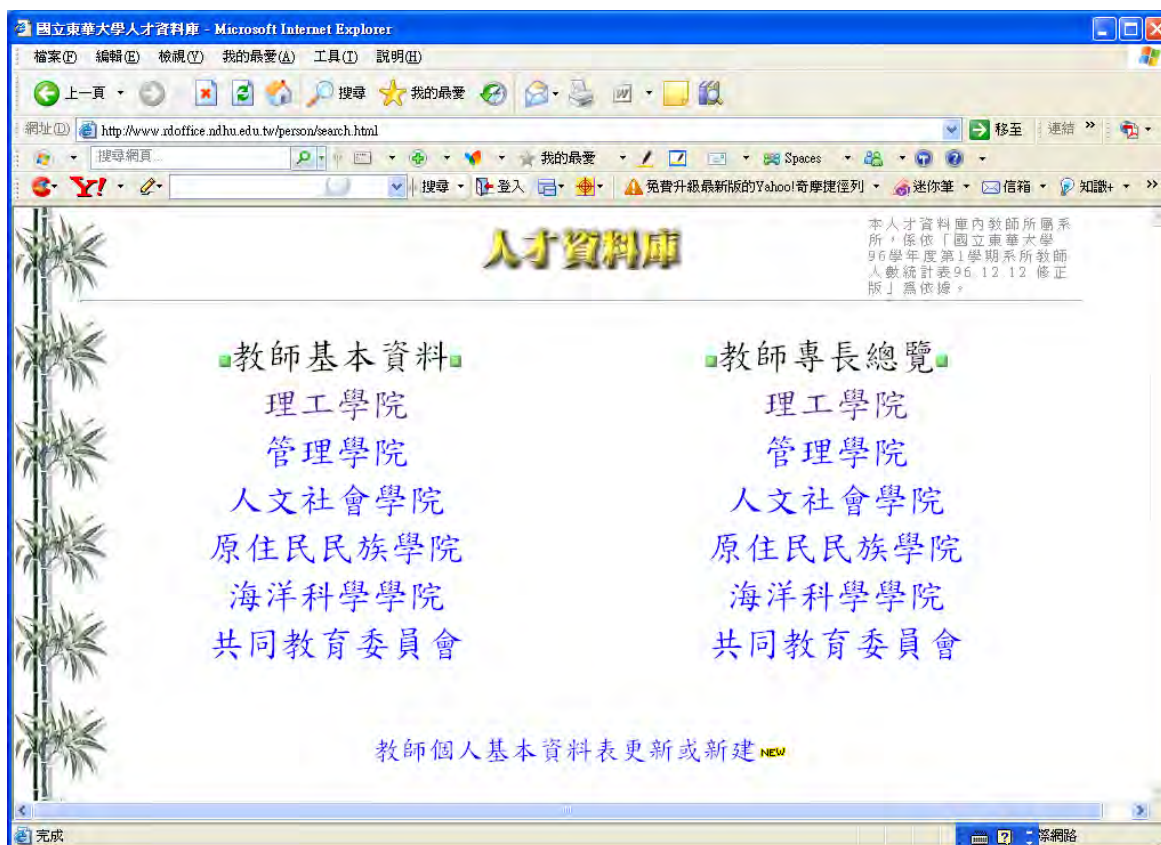 國立東華大學人才資料庫 - Microsoft Internet Explorer
檔案(F) 編輯(E) 檢視(V) 我的最愛(A) 工具(T) 說明(H)
上一頁 搜尋 我的最愛
網址(D) http://www.rdoffice.ndhu.edu.tw/person/search.html 移至 連結 »
搜尋網頁... 我的最愛 Spaces
Y! 搜尋 登入 免費升級最新版的Yahoo!奇摩捷徑列 迷你筆 信箱 知識+ »
人才資料庫
本人才資料庫內教師所屬系
所，係依「國立東華大學
96學年度第1學期系所教師
人數統計表96.12.12 修正
版」為依據。
教師基本資料 教師專長總覽
理工學院 理工學院
管理學院 管理學院
人文社會學院 人文社會學院
原住民民族學院 原住民民族學院
海洋科學學院 海洋科學學院
共同教育委員會 共同教育委員會
教師個人基本資料表更新或新建 NEW
完成 際網路